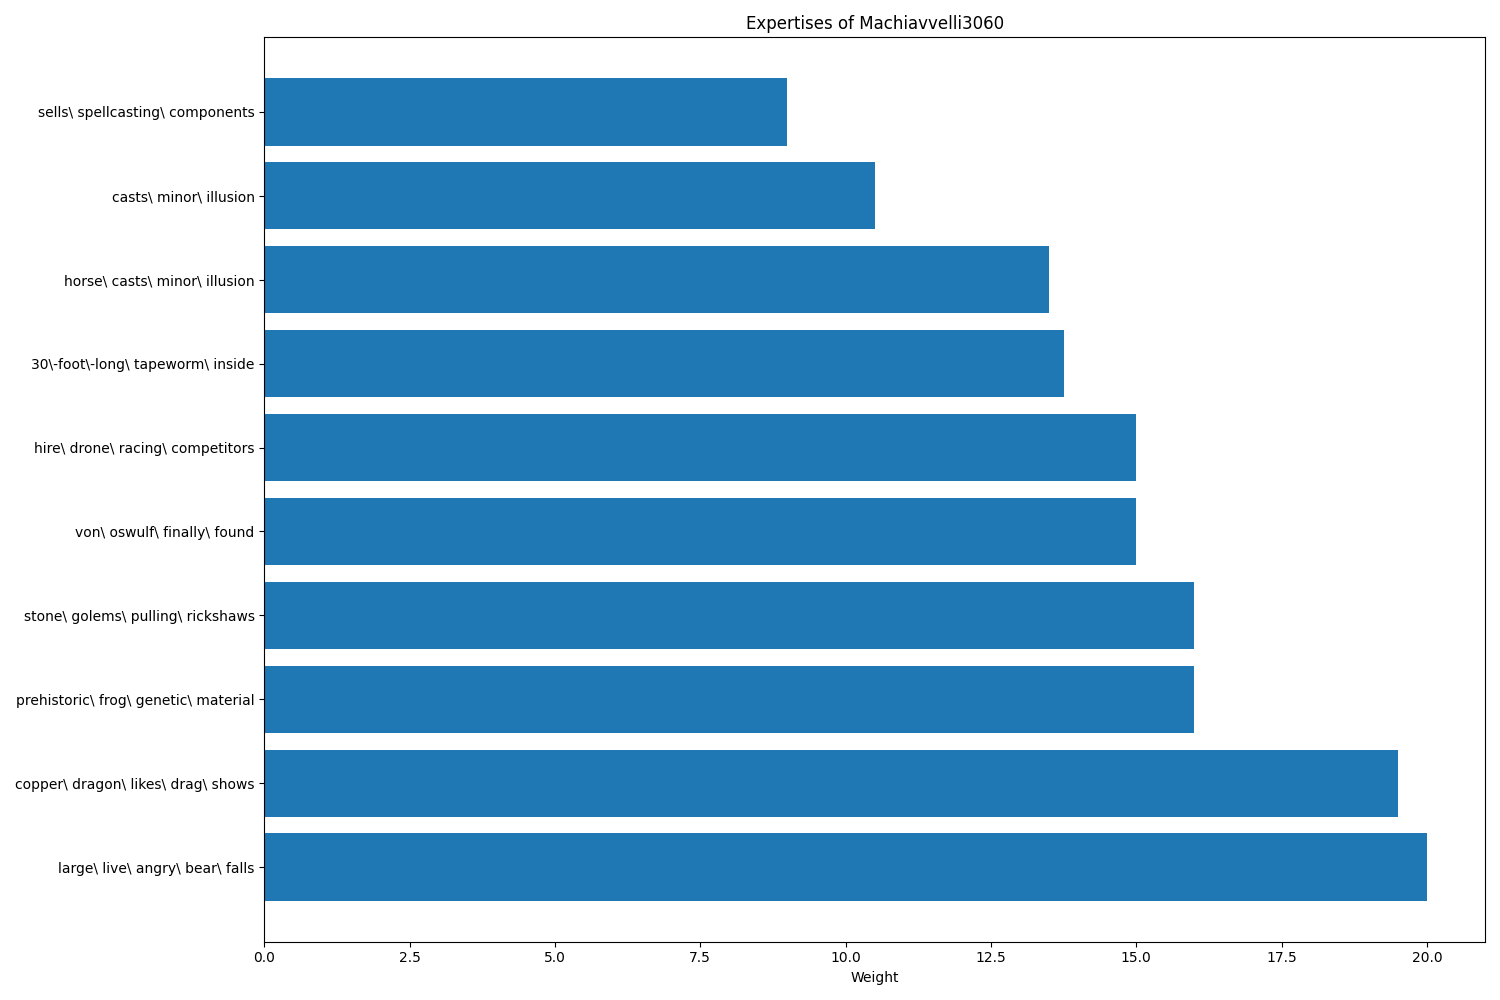 Expertises of Machiavvelli3060
sells\ spellcasting\ components
casts\ minor\ illusion
horse\ casts\ minor\ illusion
30\-foot\-long\ tapeworm\ inside
hire\ drone\ racing\ competitors
von\ oswulf\ finally\ found
stone\ golems\ pulling\ rickshaws
prehistoric\ frog\ genetic\ material
copper\ dragon\ likes\ drag\ shows
large\ live\ angry\ bear\ falls
0.0 2.5 5.0 7.5 10.0 12.5 15.0 17.5 20.0
Weight